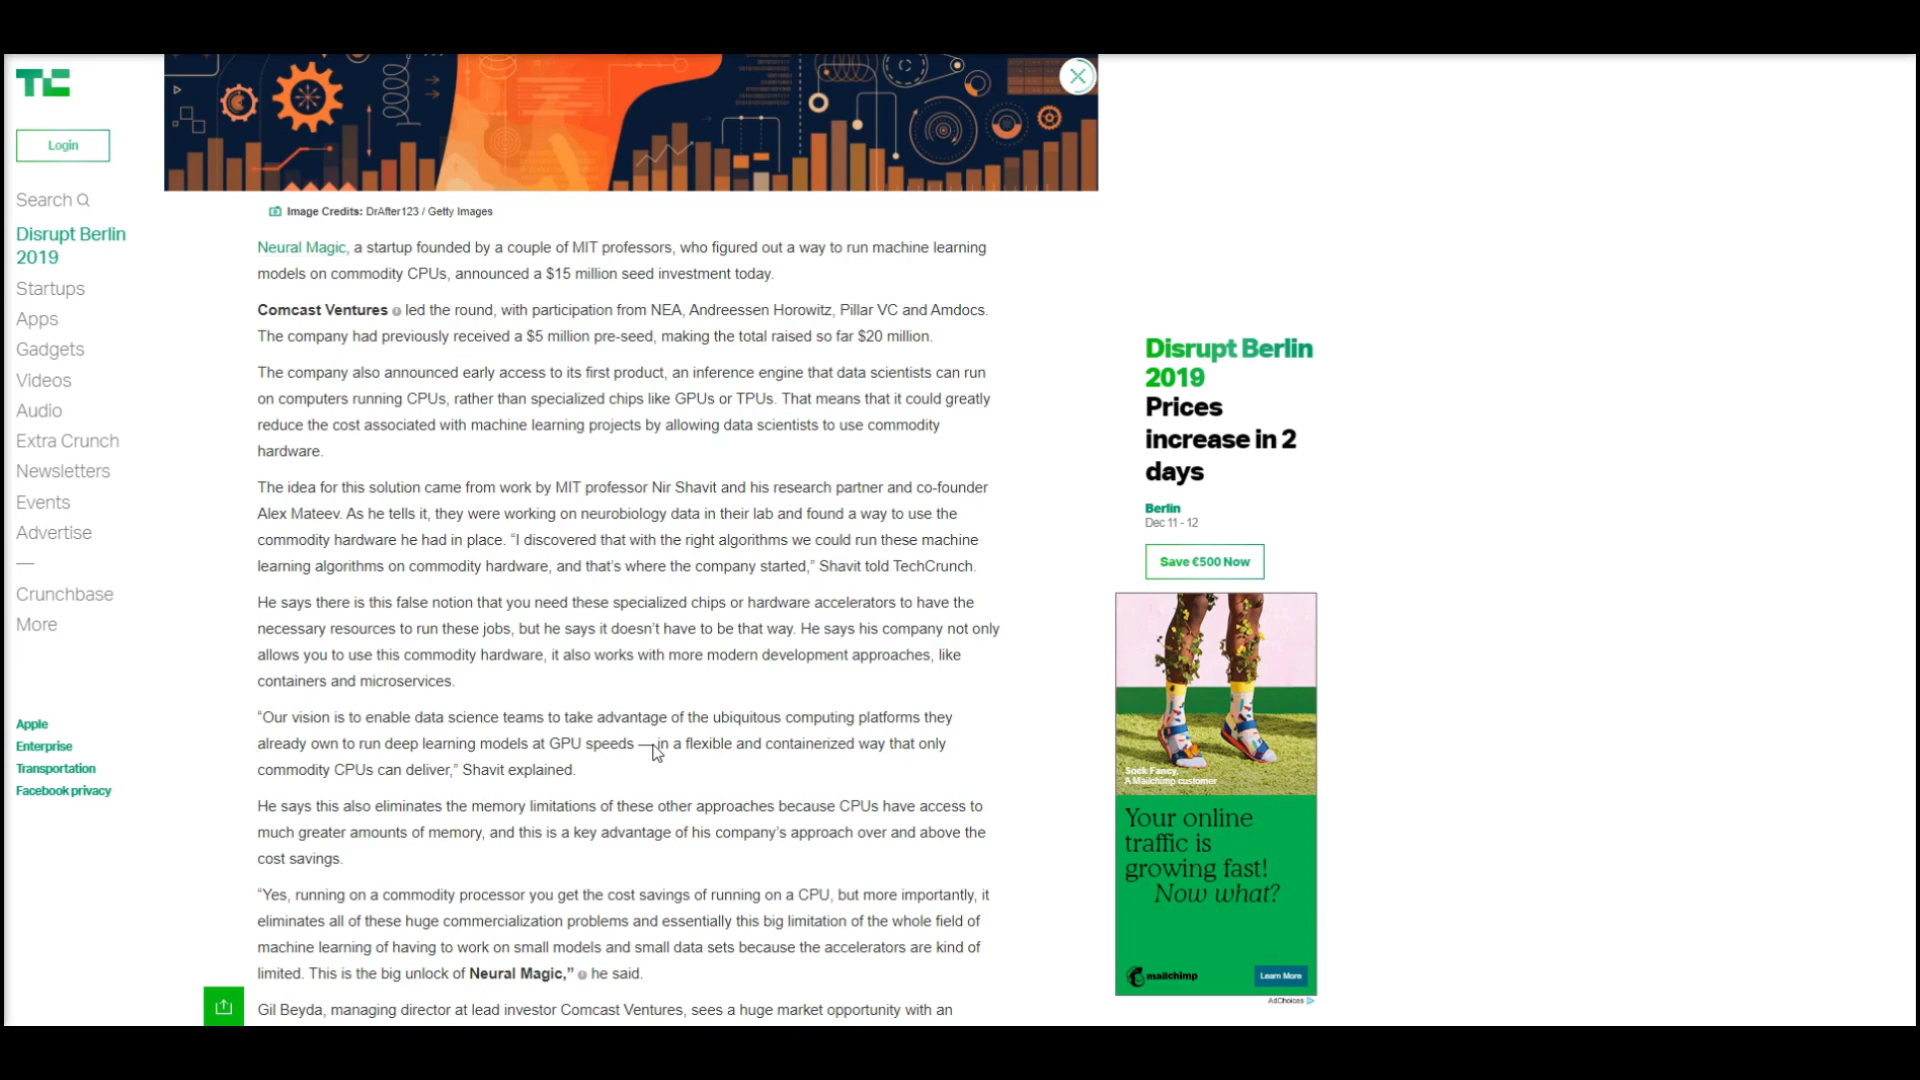 TC
Login
Search
Disrupt Berlin
2019
Startups
Apps
Gadgets
Videos
Audio
Extra Crunch
Newsletters
Events
Advertise
—
Crunchbase
More
Apple
Enterprise
Transportation
Facebook privacy
Image Credits: DrAfter123 / Getty Images
Neural Magic, a startup founded by a couple of MIT professors, who figured out a way to run machine learning
models on commodity CPUs, announced a $15 million seed investment today.
Comcast Ventures led the round, with participation from NEA, Andreessen Horowitz, Pillar VC and Amdocs.
The company had previously received a $5 million pre-seed, making the total raised so far $20 million.
The company also announced early access to its first product, an inference engine that data scientists can run
on computers running CPUs, rather than specialized chips like GPUs or TPUs. That means that it could greatly
reduce the cost associated with machine learning projects by allowing data scientists to use commodity
hardware.
The idea for this solution came from work by MIT professor Nir Shavit and his research partner and co-founder
Alex Mateev. As he tells it, they were working on neurobiology data in their lab and found a way to use the
commodity hardware he had in place. “I discovered that with the right algorithms we could run these machine
learning algorithms on commodity hardware, and that’s where the company started,” Shavit told TechCrunch.
He says there is this false notion that you need these specialized chips or hardware accelerators to have the
necessary resources to run these jobs, but he says it doesn’t have to be that way. He says his company not only
allows you to use this commodity hardware, it also works with more modern development approaches, like
containers and microservices.
“Our vision is to enable data science teams to take advantage of the ubiquitous computing platforms they
already own to run deep learning models at GPU speeds — in a flexible and containerized way that only
commodity CPUs can deliver,” Shavit explained.
He says this also eliminates the memory limitations of these other approaches because CPUs have access to
much greater amounts of memory, and this is a key advantage of his company’s approach over and above the
cost savings.
“Yes, running on a commodity processor you get the cost savings of running on a CPU, but more importantly, it
eliminates all of these huge commercialization problems and essentially this big limitation of the whole field of
machine learning of having to work on small models and small data sets because the accelerators are kind of
limited. This is the big unlock of Neural Magic,” he said.
Gil Beyda, managing director at lead investor Comcast Ventures, sees a huge market opportunity with an
Disrupt Berlin
2019
Prices
increase in 2
days
Berlin
Dec 11 - 12
Save €500 Now
Sock Fancy,
A Mailchimp customer
Your online
traffic is
growing fast!
Now what?
mailchimp
Learn More
AdChoices